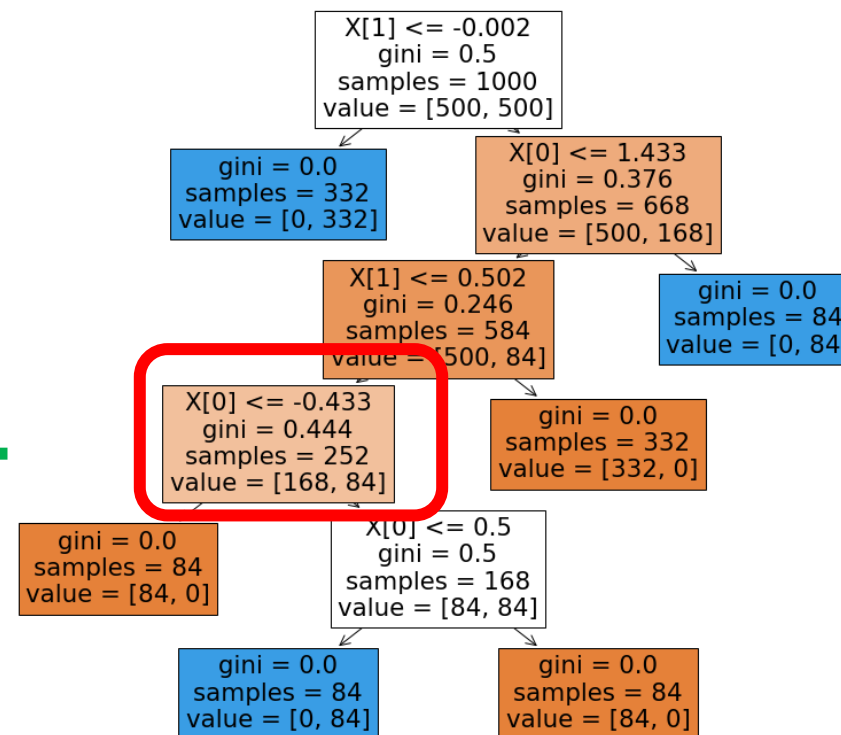 X[1] <= -0.002
gini = 0.5
samples = 1000
value = [500, 500]
gini = 0.0
samples = 332
value = [0, 332]
X[0] <= 1.433
gini = 0.376
samples = 668
value = [500, 168]
X[1] <= 0.502
gini = 0.246
samples = 584
value = [500, 84]
gini = 0.0
samples = 84
value = [0, 84
X[0] <= -0.433
gini = 0.444
samples = 252
value = [168, 84]
gini = 0.0
samples = 332
value = [332, 0]
gini = 0.0
samples = 84
value = [84, 0]
X[0] <= 0.5
gini = 0.5
samples = 168
value = [84, 84]
gini = 0.0
samples = 84
value = [0, 84]
gini = 0.0
samples = 84
value = [84, 0]